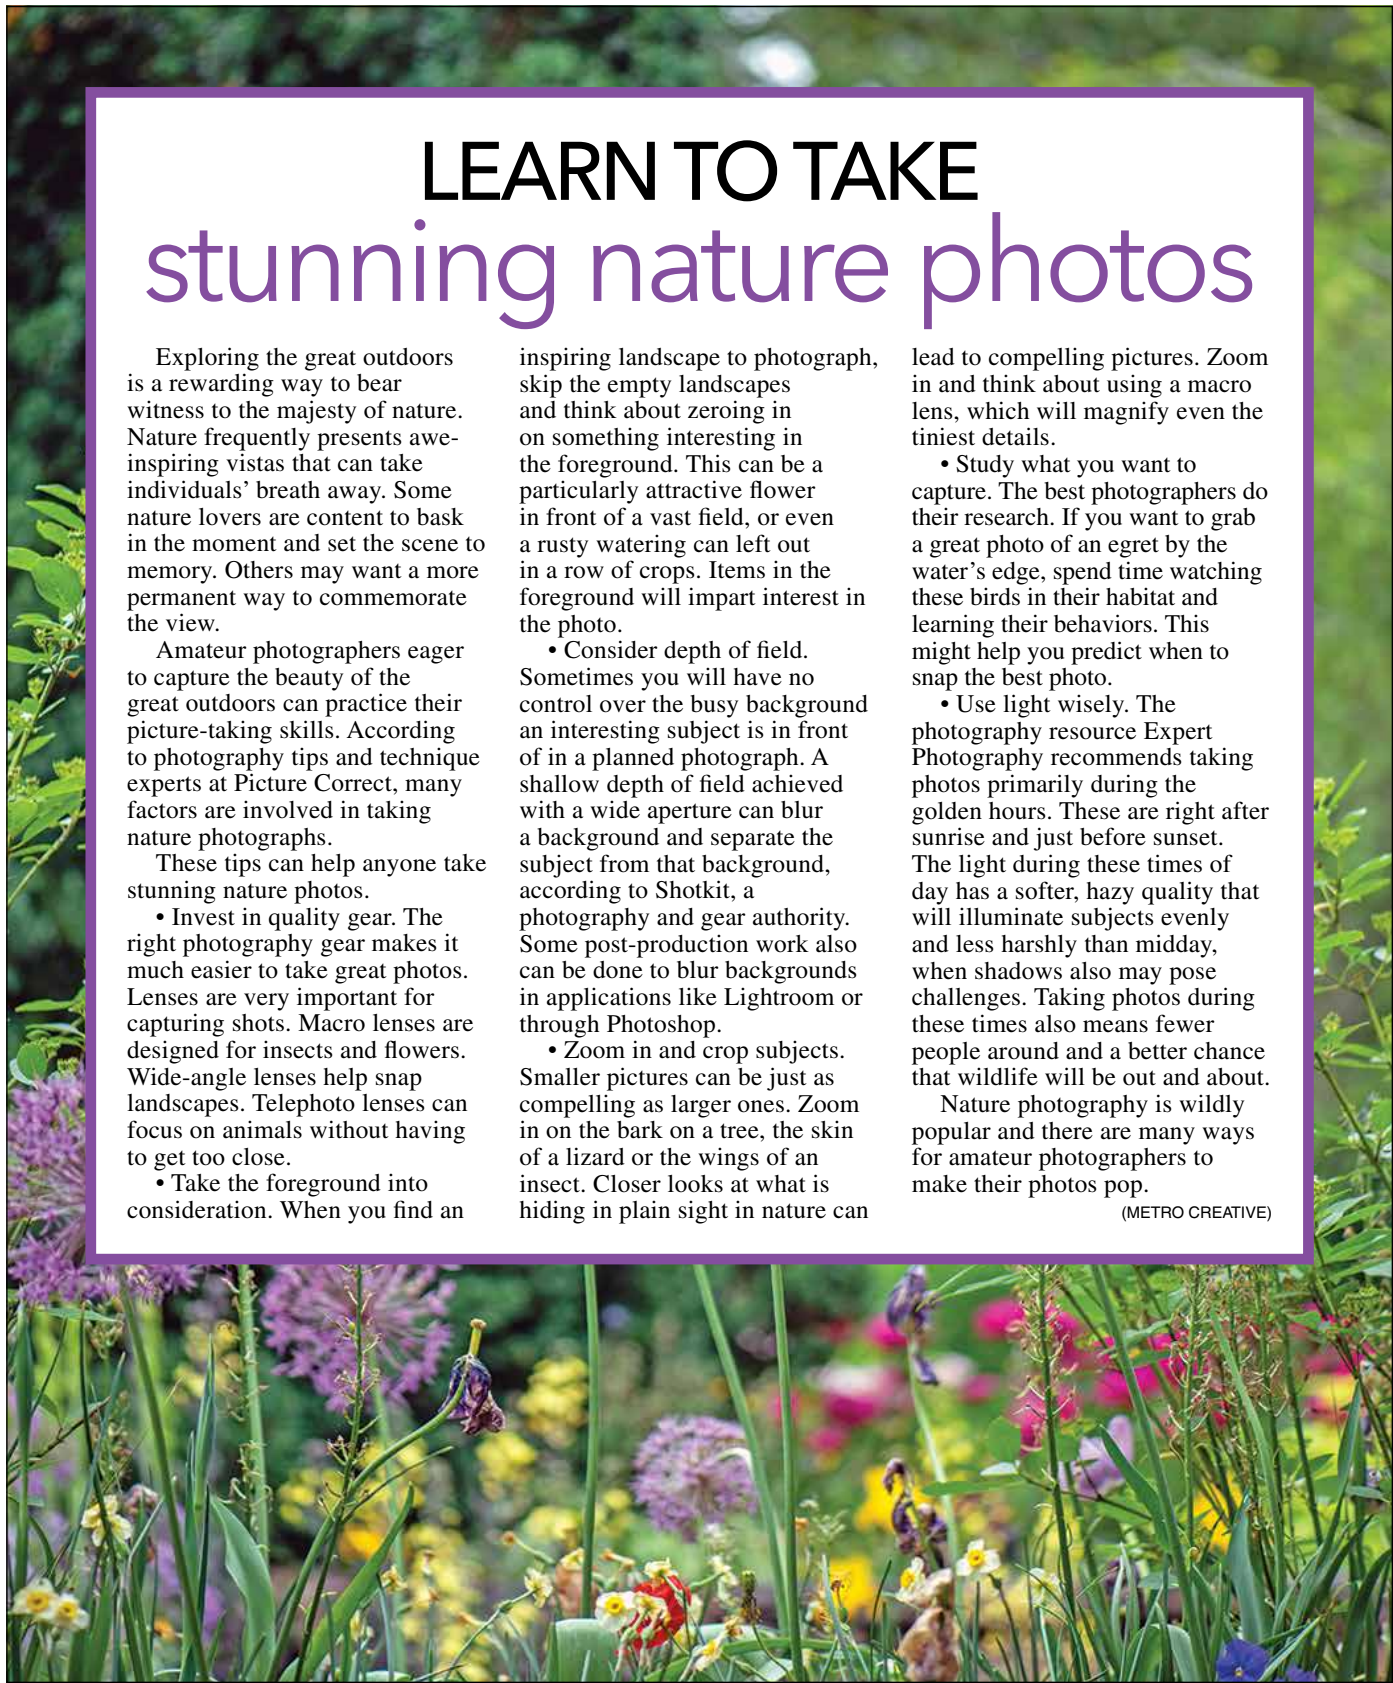 LEARN TO TAKE
stunning nature photos
Exploring the great outdoors
is a rewarding way to bear
witness to the majesty of nature.
Nature frequently presents awe-
inspiring vistas that can take
individuals' breath away. Some
nature lovers are content to bask
in the moment and set the scene to
memory. Others may want a more
permanent way to commemorate
the view.
Amateur photographers eager
to capture the beauty of the
great outdoors can practice their
picture-taking skills. According
to photography tips and technique
experts at Picture Correct, many
factors are involved in taking
nature photographs.
These tips can help anyone take
stunning nature photos.
• Invest in quality gear. The
right photography gear makes it
much easier to take great photos.
Lenses are very important for
capturing shots. Macro lenses are
designed for insects and flowers.
Wide-angle lenses help snap
landscapes. Telephoto lenses can
focus on animals without having
to get too close.
• Take the foreground into
consideration. When you find an
inspiring landscape to photograph,
skip the empty landscapes
and think about zeroing in
on something interesting in
the foreground. This can be a
particularly attractive flower
in front of a vast field, or even
a rusty watering can left out
in a row of crops. Items in the
foreground will impart interest in
the photo.
• Consider depth of field.
Sometimes you will have no
control over the busy background
an interesting subject is in front
of in a planned photograph. A
shallow depth of field achieved
with a wide aperture can blur
a background and separate the
subject from that background,
according to Shotkit, a
photography and gear authority.
Some post-production work also
can be done to blur backgrounds
in applications like Lightroom or
through Photoshop.
• Zoom in and crop subjects.
Smaller pictures can be just as
compelling as larger ones. Zoom
in on the bark on a tree, the skin
of a lizard or the wings of an
insect. Closer looks at what is
hiding in plain sight in nature can
lead to compelling pictures. Zoom
in and think about using a macro
lens, which will magnify even the
tiniest details.
• Study what you want to
capture. The best photographers do
their research. If you want to grab
a great photo of an egret by the
water's edge, spend time watching
these birds in their habitat and
learning their behaviors. This
might help you predict when to
snap the best photo.
• Use light wisely. The
photography resource Expert
Photography recommends taking
photos primarily during the
golden hours. These are right after
sunrise and just before sunset.
The light during these times of
day has a softer, hazy quality that
will illuminate subjects evenly
and less harshly than midday,
when shadows also may pose
challenges. Taking photos during
these times also means fewer
people around and a better chance
that wildlife will be out and about.
Nature photography is wildly
popular and there are many ways
for amateur photographers to
make their photos pop.
(METRO CREATIVE)